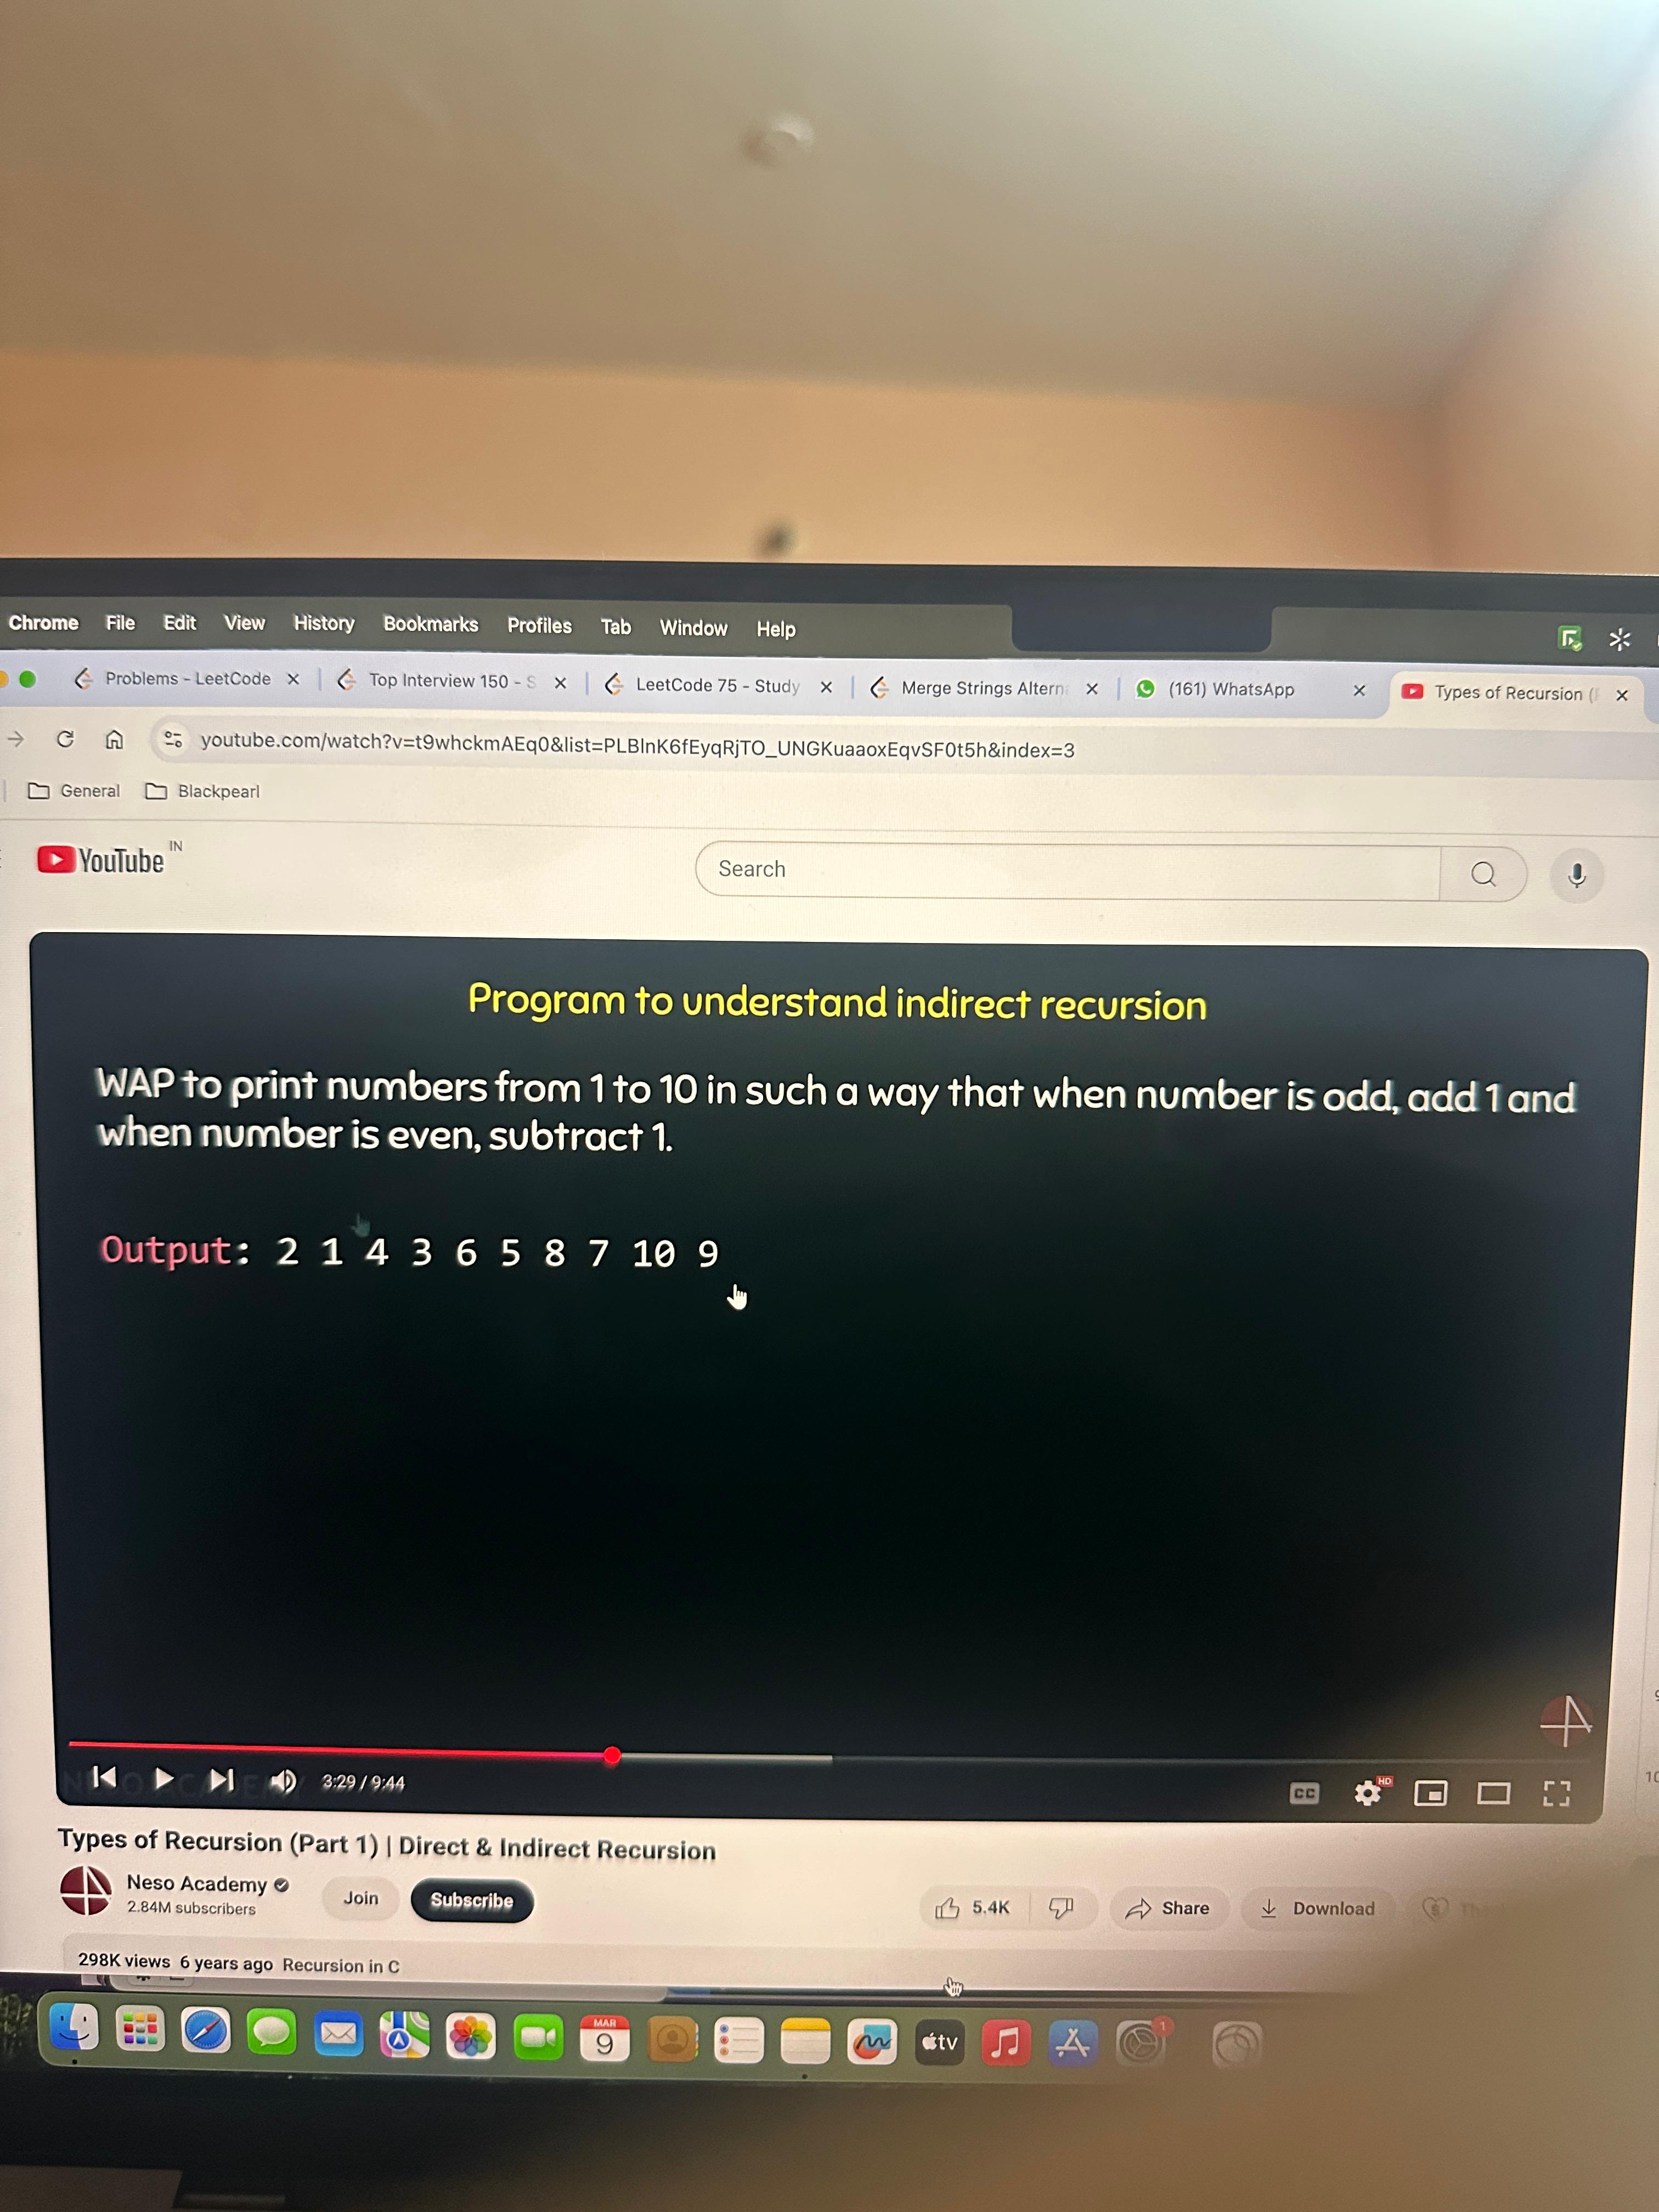 Chrome File Edit View History Bookmarks Profiles Tab Window Help
Problems - LeetCode Top Interview 150 - S LeetCode 75 - Study Merge Strings Altern (161) WhatsApp Types of Recursion (
youtube.com/watch?v=t9whckmAEq0&list=PLBlnK6fEyqRjTO_UNGKuaaoxEqvSF0t5h&index=3
General Blackpearl
YouTube IN
Search
Program to understand indirect recursion
WAP to print numbers from 1 to 10 in such a way that when number is odd, add 1 and
when number is even, subtract 1.
Output: 2 1 4 3 6 5 8 7 10 9
3:29 / 9:44
CC HD
Types of Recursion (Part 1) | Direct & Indirect Recursion
Neso Academy
2.84M subscribers
Join
Subscribe
5.4K
Share
Download
298K views 6 years ago Recursion in C
MAR
9
tv
1